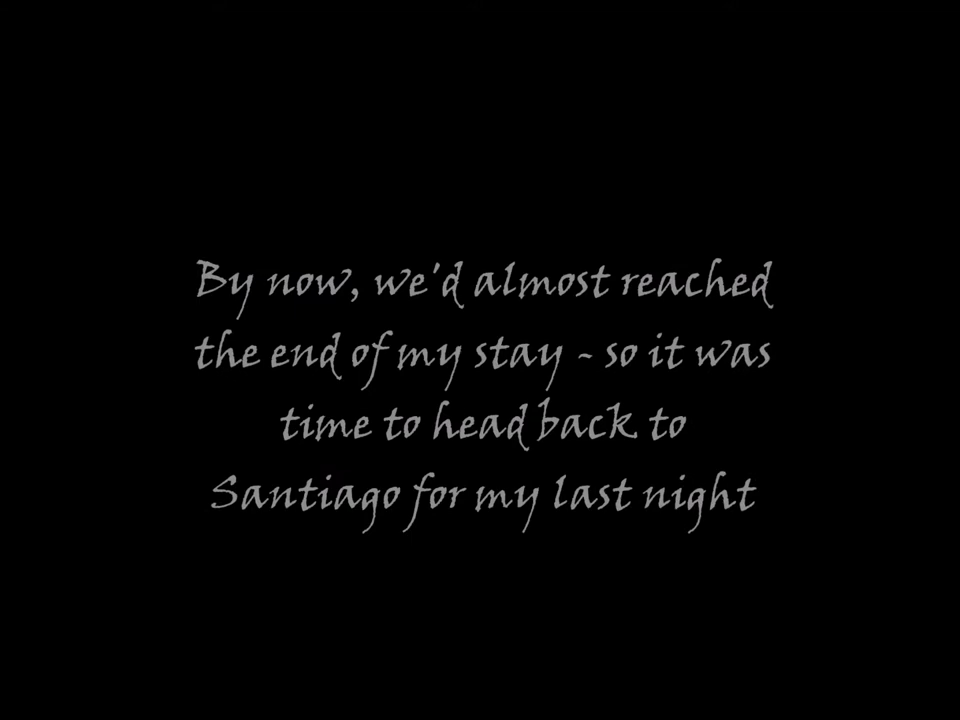 By now, we'd almost reached
the end of my stay - so it was
time to head back to
Santiago for my last night